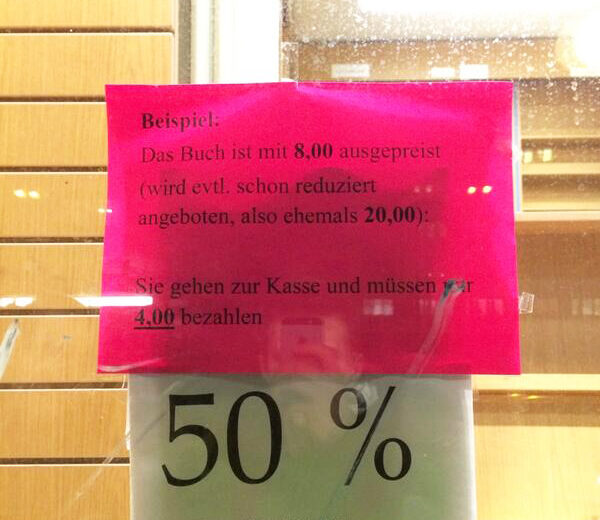 Beispiel:
Das Buch ist mit 8,00 ausgepreist
(wird evtl. schon reduziert
angeboten, also ehemals 20,00):
Sie gehen zur Kasse und müssen nur
4,00 bezahlen
50 %